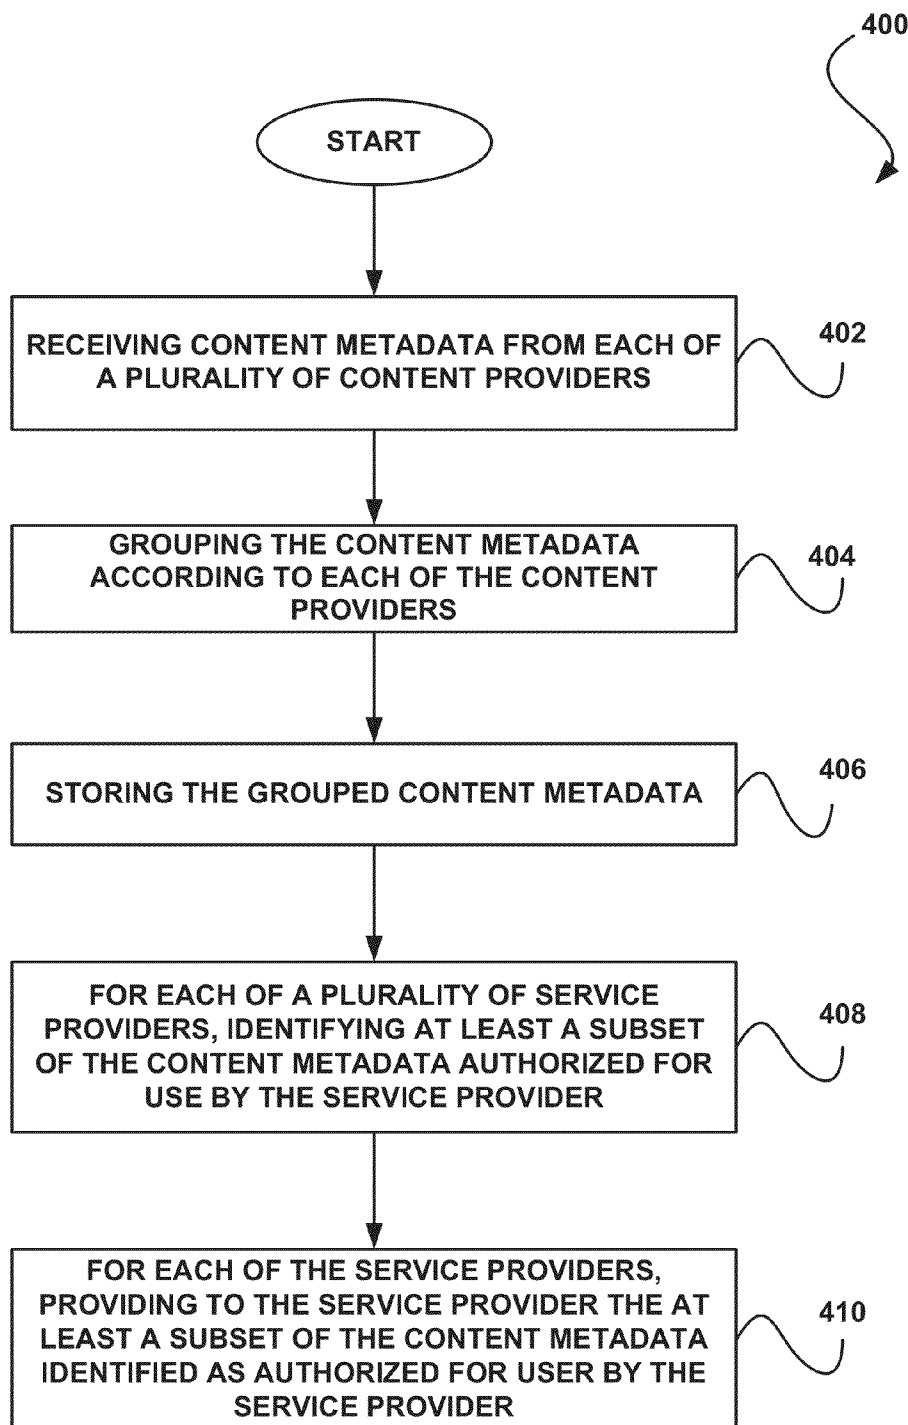 400
START
RECEIVING CONTENT METADATA FROM EACH OF
A PLURALITY OF CONTENT PROVIDERS
402
GROUPING THE CONTENT METADATA
ACCORDING TO EACH OF THE CONTENT
PROVIDERS
404
STORING THE GROUPED CONTENT METADATA
406
FOR EACH OF A PLURALITY OF SERVICE
PROVIDERS, IDENTIFYING AT LEAST A SUBSET
OF THE CONTENT METADATA AUTHORIZED FOR
USE BY THE SERVICE PROVIDER
408
FOR EACH OF THE SERVICE PROVIDERS,
PROVIDING TO THE SERVICE PROVIDER THE AT
LEAST A SUBSET OF THE CONTENT METADATA
IDENTIFIED AS AUTHORIZED FOR USER BY THE
SERVICE PROVIDER
410